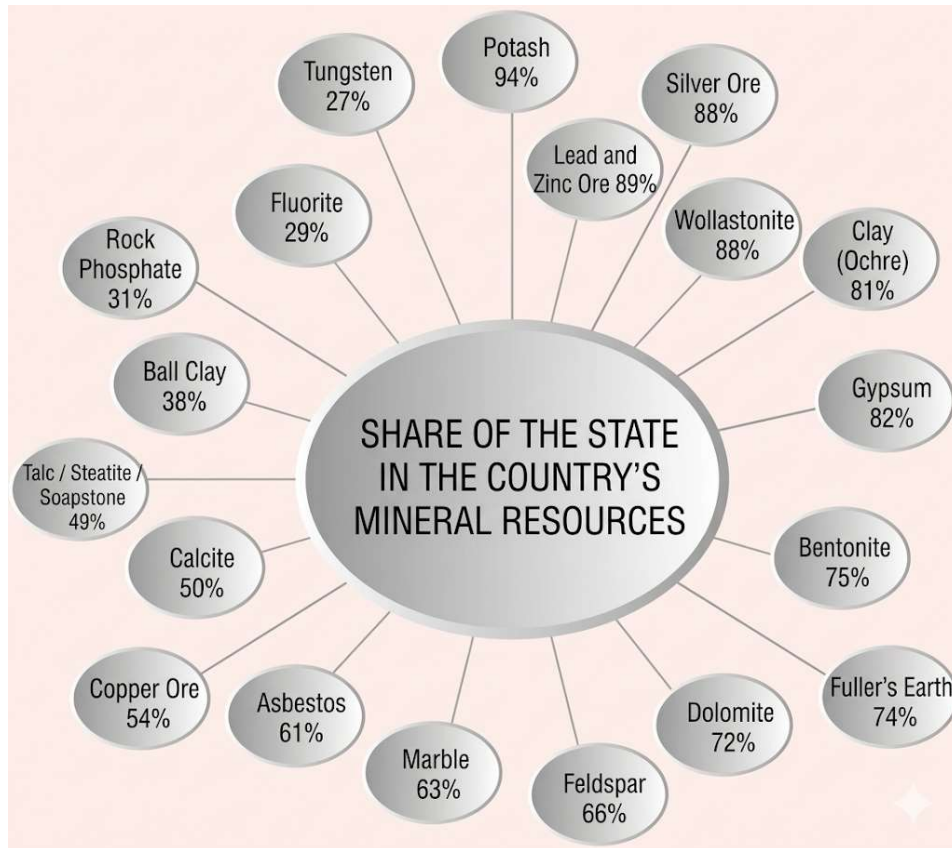 SHARE OF THE STATE
IN THE COUNTRY'S
MINERAL RESOURCES
Potash
94%
Silver Ore
88%
Lead and
Zinc Ore 89%
Wollastonite
88%
Clay
(Ochre)
81%
Gypsum
82%
Bentonite
75%
Fuller's Earth
74%
Dolomite
72%
Feldspar
66%
Marble
63%
Asbestos
61%
Copper Ore
54%
Calcite
50%
Talc / Steatite /
Soapstone
49%
Ball Clay
38%
Rock
Phosphate
31%
Fluorite
29%
Tungsten
27%